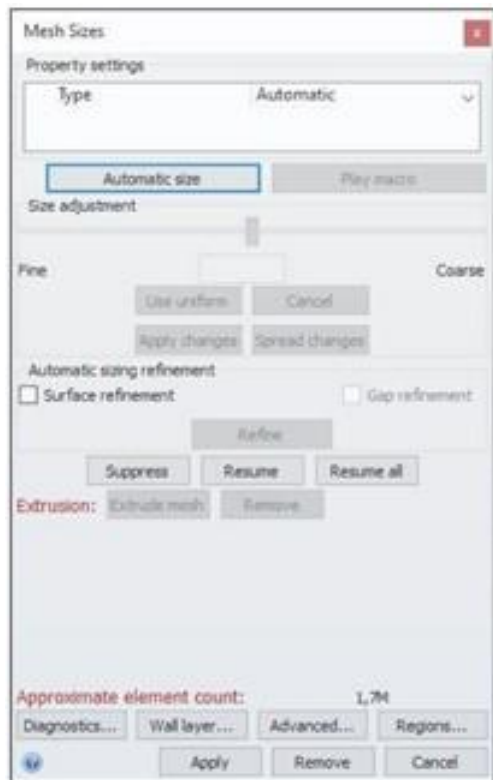 Mesh Sizes
Property settings
Type Automatic
Automatic size Play macro
Size adjustment
Fine Coarse
Use uniform Cancel
Apply changes Spread changes
Automatic sizing refinement
Surface refinement Gap refinement
Refine
Suppress Resume Resume all
Extrusion: Extrude mesh Remove
Approximate element count: 1,7M
Diagnostics... Wall layer... Advanced... Regions...
Apply Remove Cancel